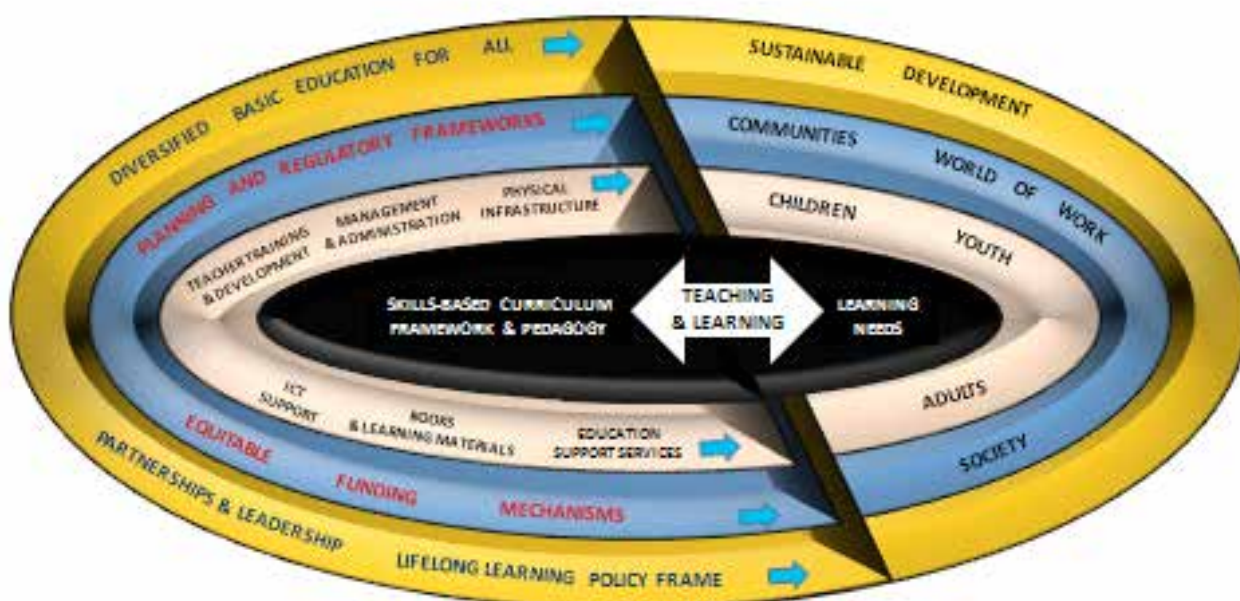 DIVERSIFIED BASIC EDUCATION FOR ALL
SUSTAINABLE DEVELOPMENT
PLANNING AND REGULATORY FRAMEWORKS
COMMUNITIES WORLD OF WORK
TEACHER TRAINING
& DEVELOPMENT
MANAGEMENT
& ADMINISTRATION
PHYSICAL
INFRASTRUCTURE
CHILDREN YOUTH
SKILLS-BASED CURRICULUM
FRAMEWORK & PEDAGOGY
TEACHING
& LEARNING
LEARNING
NEEDS
ICT
SUPPORT
BOOKS
& LEARNING MATERIALS
EDUCATION
SUPPORT SERVICES
ADULTS
EQUITABLE FUNDING MECHANISMS
SOCIETY
PARTNERSHIPS & LEADERSHIP LIFELONG LEARNING POLICY FRAME